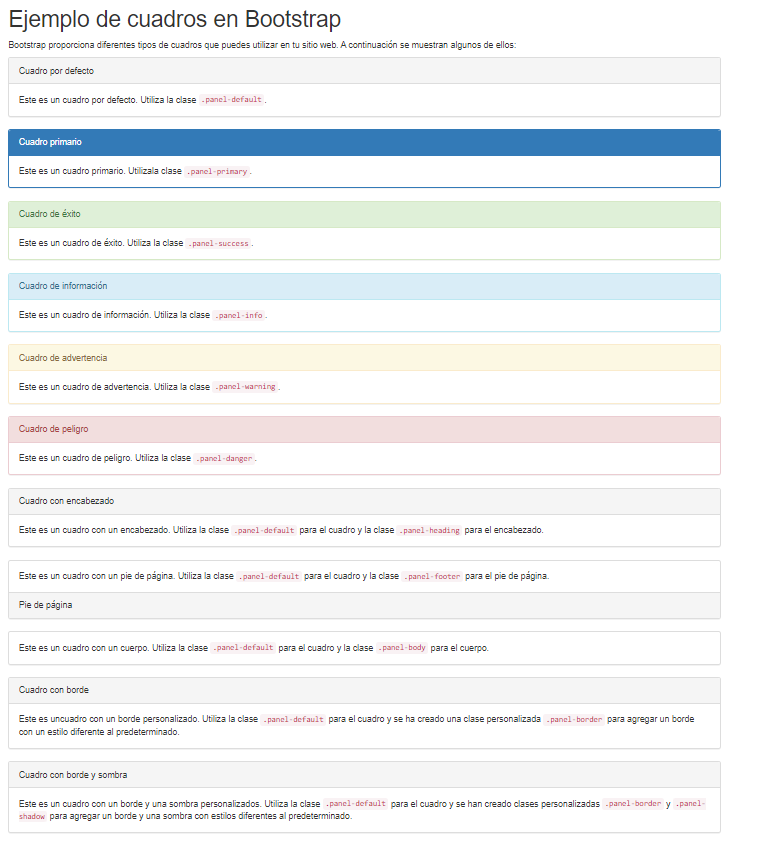 Ejemplo de cuadros en Bootstrap
Bootstrap proporciona diferentes tipos de cuadros que puedes utilizar en tu sitio web. A continuación se muestran algunos de ellos:
Cuadro por defecto
Este es un cuadro por defecto. Utiliza la clase .panel-default.
Cuadro primario
Este es un cuadro primario. Utilizala clase .panel-primary.
Cuadro de éxito
Este es un cuadro de éxito. Utiliza la clase .panel-success.
Cuadro de información
Este es un cuadro de información. Utiliza la clase .panel-info.
Cuadro de advertencia
Este es un cuadro de advertencia. Utiliza la clase .panel-warning.
Cuadro de peligro
Este es un cuadro de peligro. Utiliza la clase .panel-danger.
Cuadro con encabezado
Este es un cuadro con un encabezado. Utiliza la clase .panel-default para el cuadro y la clase .panel-heading para el encabezado.
Este es un cuadro con un pie de página. Utiliza la clase .panel-default para el cuadro y la clase .panel-footer para el pie de página.
Pie de página
Este es un cuadro con un cuerpo. Utiliza la clase .panel-default para el cuadro y la clase .panel-body para el cuerpo.
Cuadro con borde
Este es uncuadro con un borde personalizado. Utiliza la clase .panel-default para el cuadro y se ha creado una clase personalizada .panel-border para agregar un borde
con un estilo diferente al predeterminado.
Cuadro con borde y sombra
Este es un cuadro con un borde y una sombra personalizados. Utiliza la clase .panel-default para el cuadro y se han creado clases personalizadas .panel-border y .panel-
shadow para agregar un borde y una sombra con estilos diferentes al predeterminado.